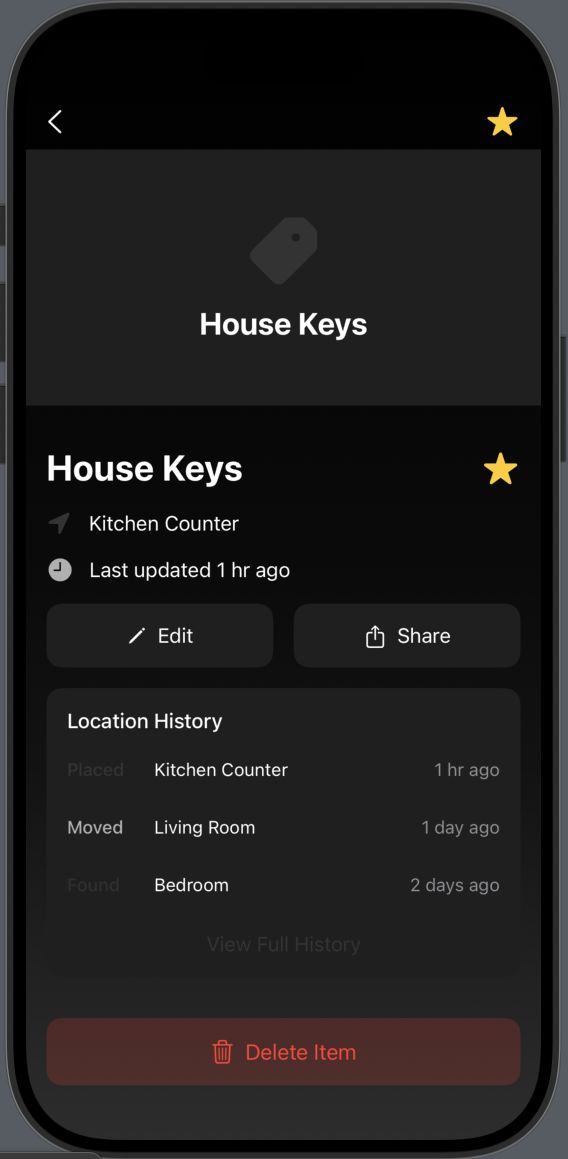 House Keys
House Keys
Kitchen Counter
Last updated 1 hr ago
Edit
Share
Location History
Placed Kitchen Counter 1 hr ago
Moved Living Room 1 day ago
Found Bedroom 2 days ago
View Full History
Delete Item